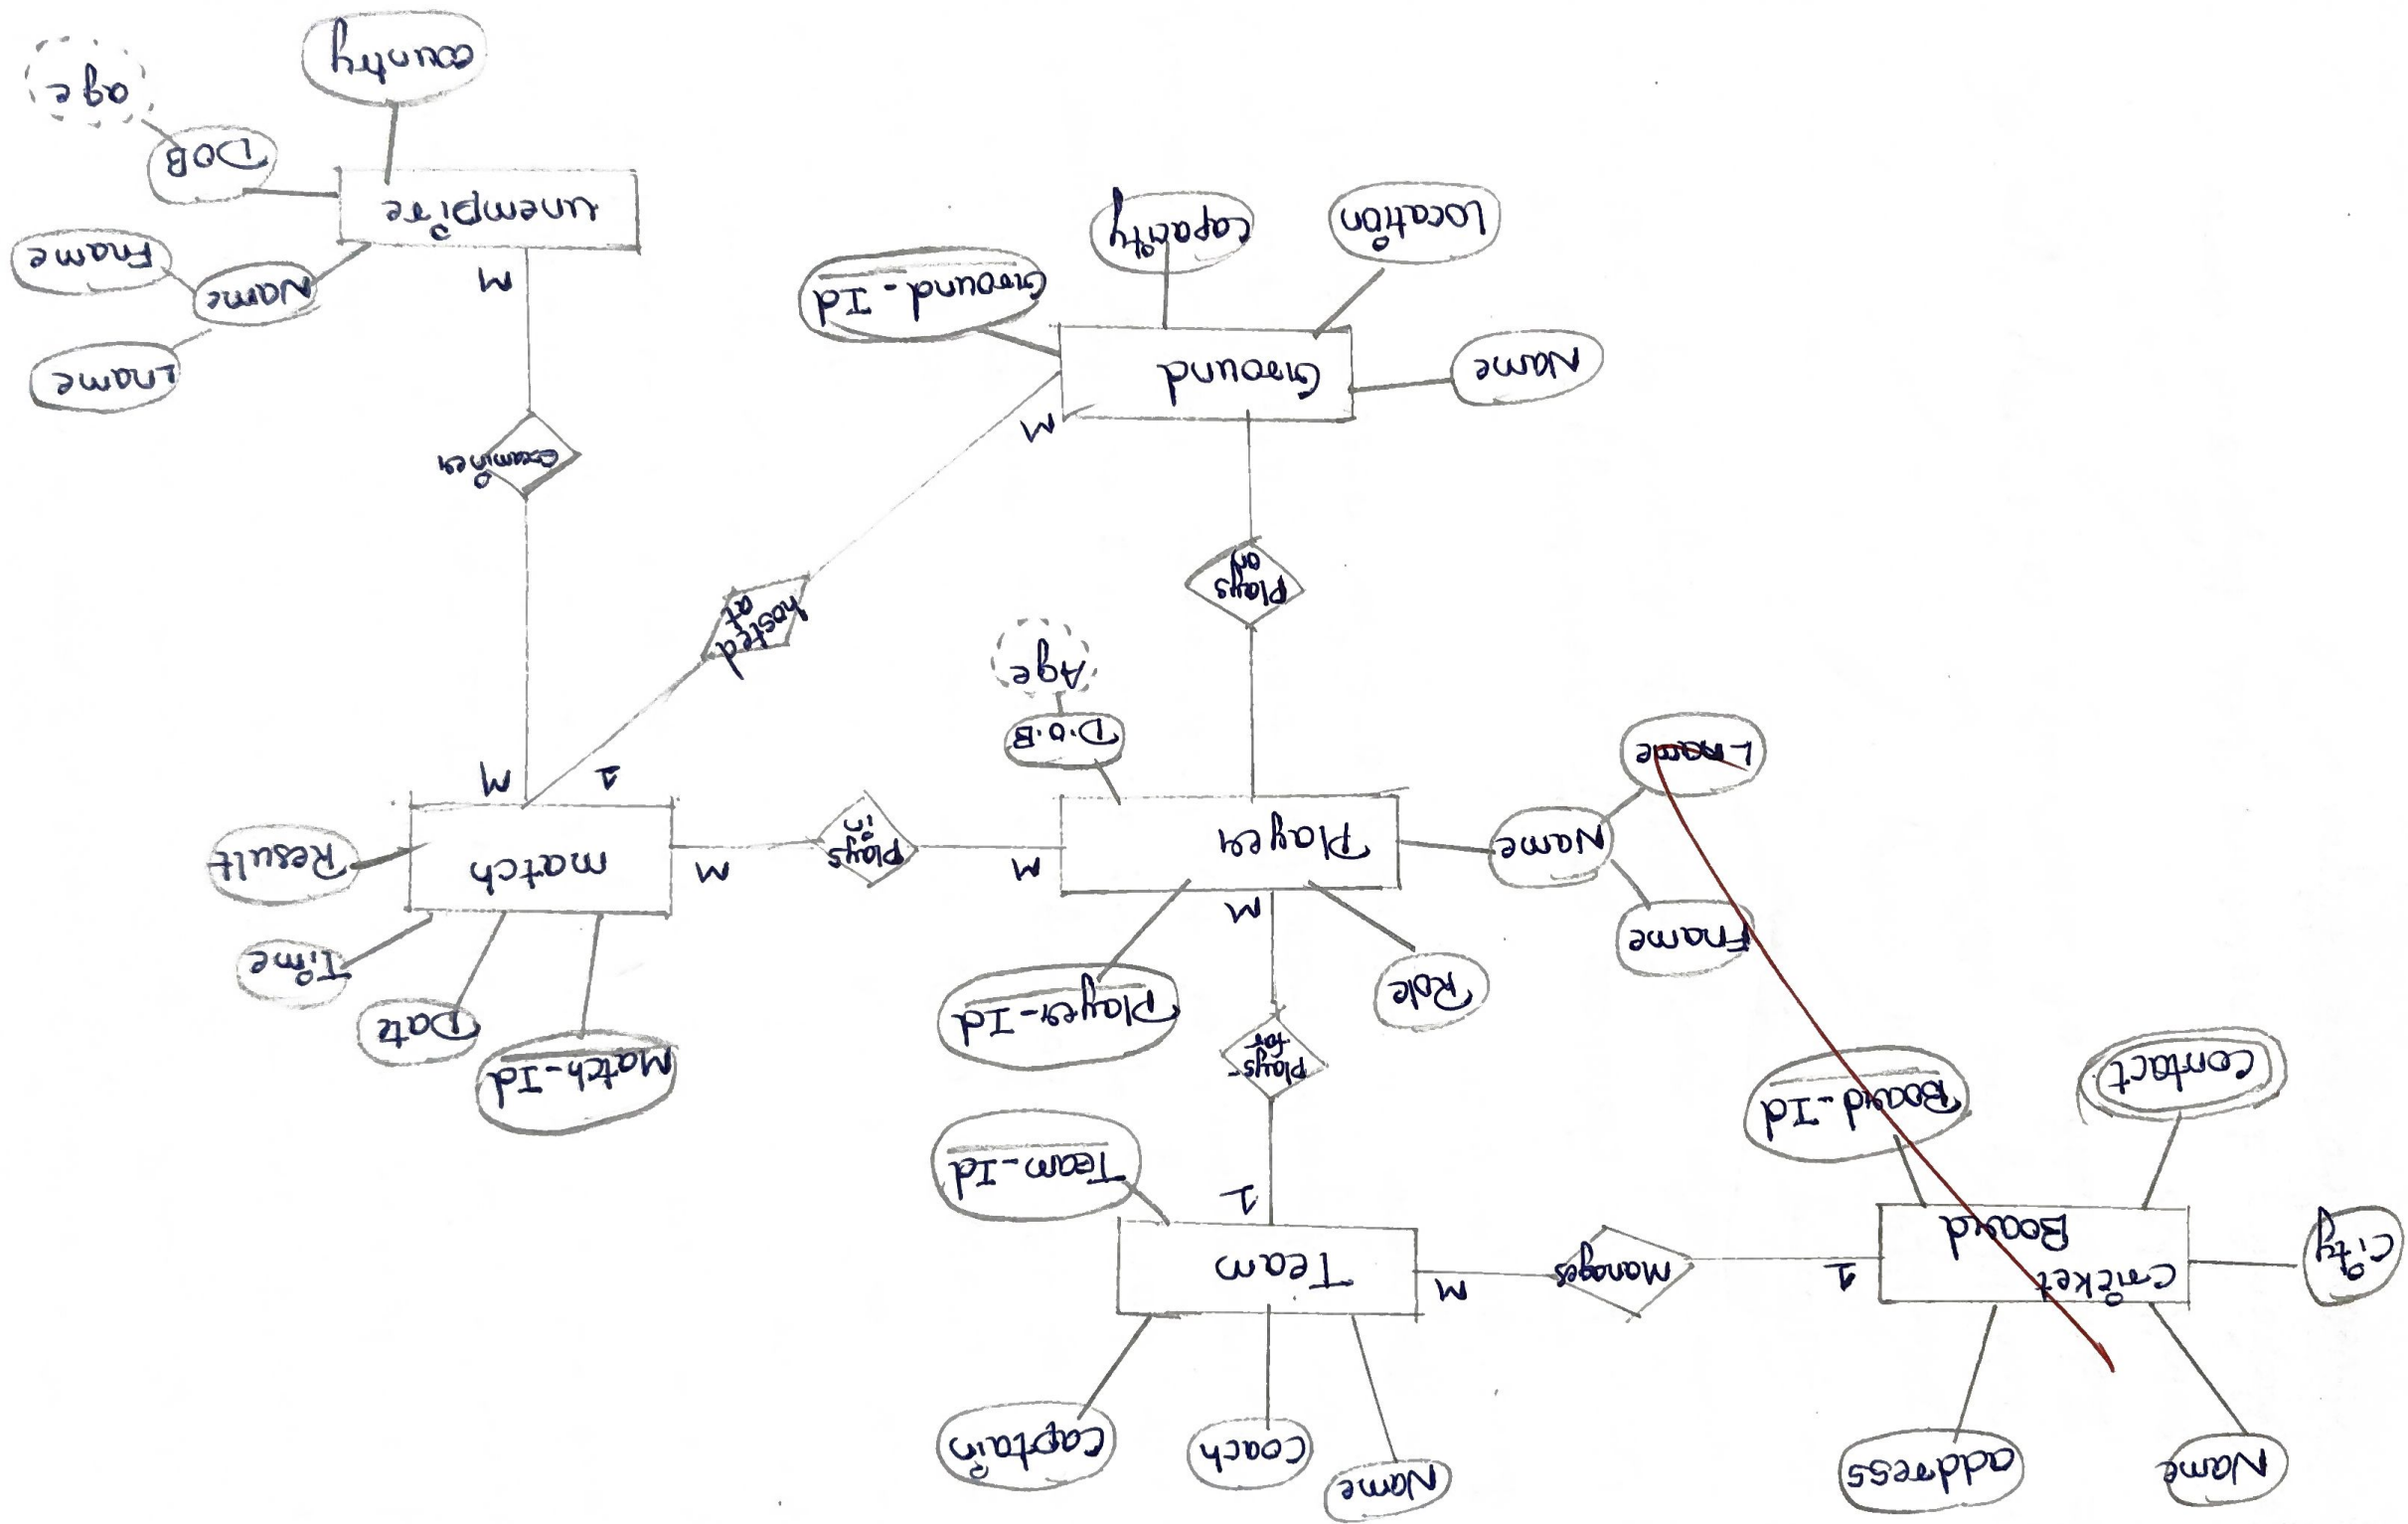 Name
address
Name
Coach
Captain
City
Cricket
Board
1
Manages
M
Team
Contact
Board-Id
1
Team-Id
Plays
for
Match-Id
Date
Time
Role
Player-Id
Fname
Name
Lname
M
Player
M
Plays
in
M
match
Result
D.O.B
Age
1
M
hosted
at
Plays
on
examiner
M
Name
Ground
Location
capacity
Ground-Id
M
unempire
Lname
Name
Fname
DOB
age
country